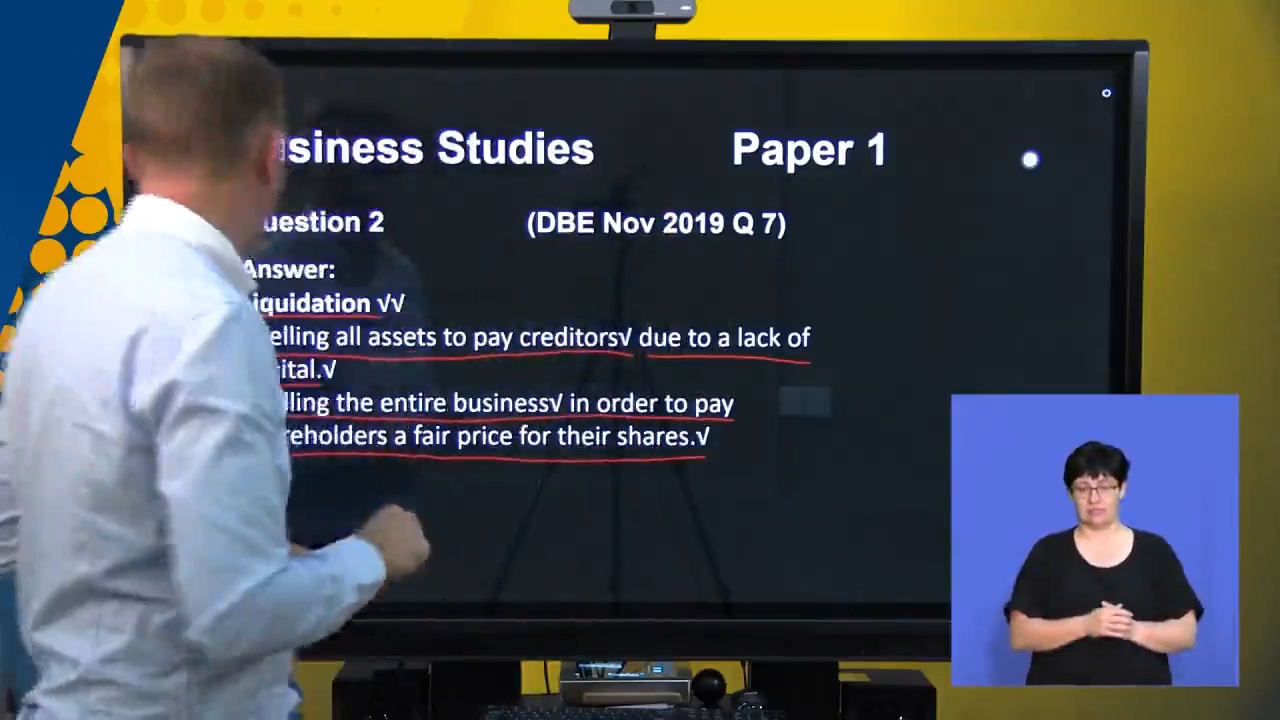 siness Studies Paper 1
uestion 2 (DBE Nov 2019 Q 7)
Answer:
iquidation √√
elling all assets to pay creditors√ due to a lack of
ital.√
lling the entire business√ in order to pay
reholders a fair price for their shares.√